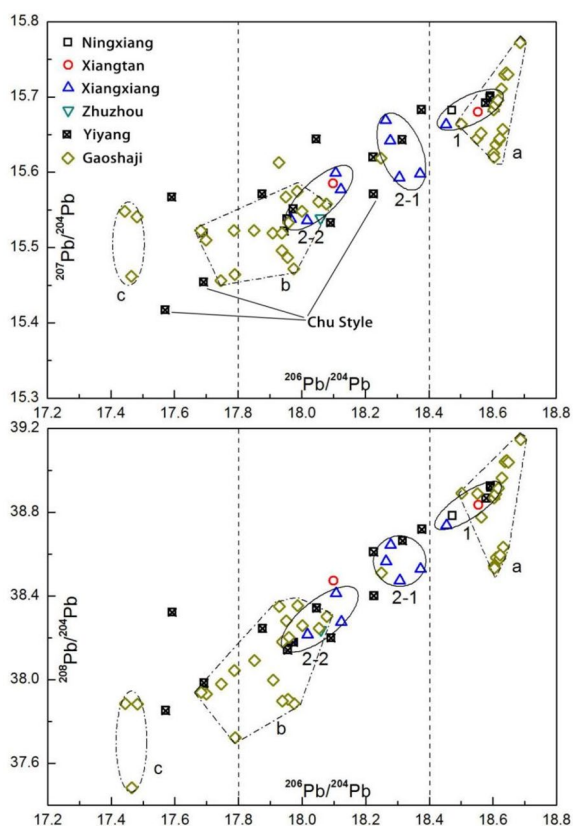 15.8
15.7
15.6
15.5
15.4
15.3
²⁰⁷Pb/²⁰⁴Pb
Ningxiang
Xiangtan
Xiangxiang
Zhuzhou
Yiyang
Gaoshaji
1
a
2-1
2-2
b
c
Chu Style
²⁰⁶Pb/²⁰⁴Pb
17.2 17.4 17.6 17.8 18.0 18.2 18.4 18.6 18.8
39.2
38.8
38.4
38.0
37.6
²⁰⁸Pb/²⁰⁴Pb
1
a
2-1
2-2
b
c
²⁰⁶Pb/²⁰⁴Pb
17.2 17.4 17.6 17.8 18.0 18.2 18.4 18.6 18.8